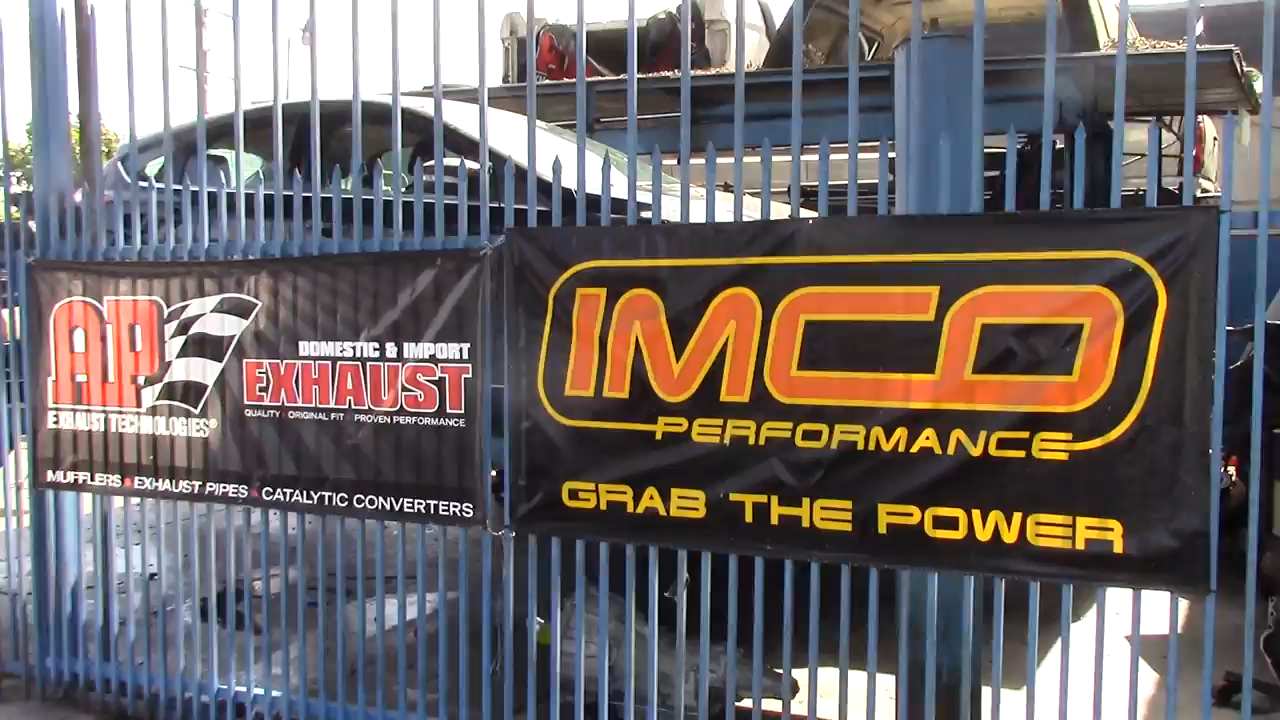 AP
EXHAUST TECHNOLOGIES®
DOMESTIC & IMPORT
EXHAUST
QUALITY ORIGINAL FIT PROVEN PERFORMANCE
MUFFLERS • EXHAUST PIPES • CATALYTIC CONVERTERS
IMCO
PERFORMANCE
GRAB THE POWER